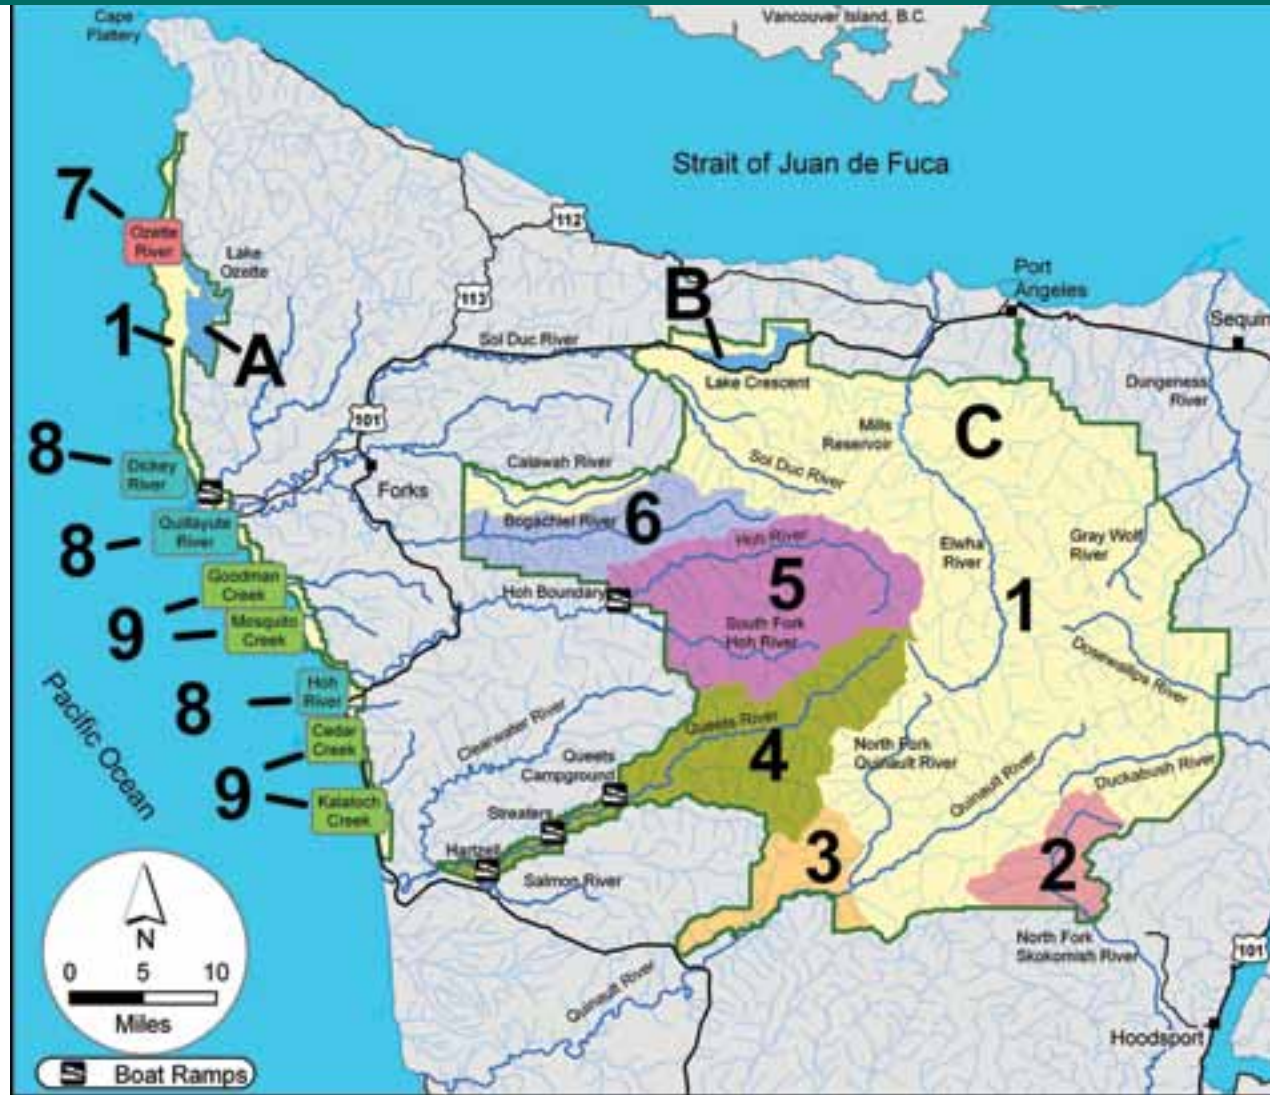 Cape
Flattery
Vancouver Island, B.C.
Strait of Juan de Fuca
7
Ozette
River
Lake
Ozette
112
113
B
Port
Angeles
Sequim
1
A
Sol Duc River
Lake Crescent
Dungeness
River
101
Mills
Reservoir
C
8
Dickey
River
Calawah River
Sol Duc River
Forks
8
Quillayute
River
Bogachiel River
6
Hoh River
Elwha
River
Gray Wolf
River
Goodman
Creek
Hoh Boundary
5
1
9
Mosquito
Creek
South Fork
Hoh River
Dosewallips River
Pacific Ocean
8
Hoh
River
Clearwater River
Queets River
Cedar
Creek
Queets
Campground
4
North Fork
Quinault River
Quinault River
Duckabush River
9
Kalaloch
Creek
Streaters
Hartzell
Salmon River
3
2
N
0 5 10
Miles
North Fork
Skokomish River
101
Quinault River
Hoodsport
Boat Ramps